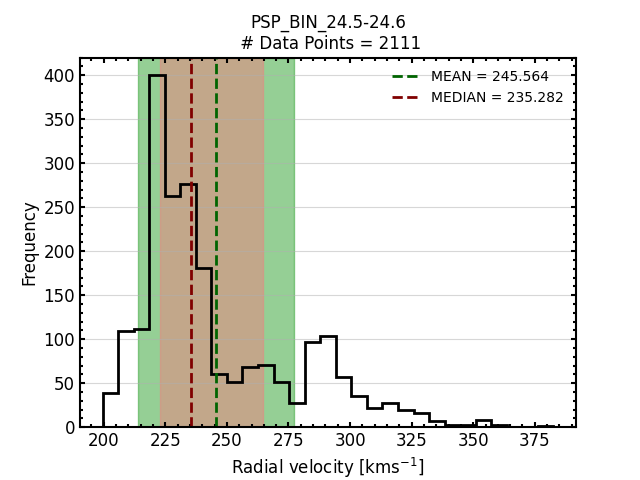 PSP_BIN_24.5-24.6
# Data Points = 2111
MEAN = 245.564
MEDIAN = 235.282
Frequency
400
350
300
250
200
150
100
50
0
200 225 250 275 300 325 350 375
Radial velocity [kms⁻¹]